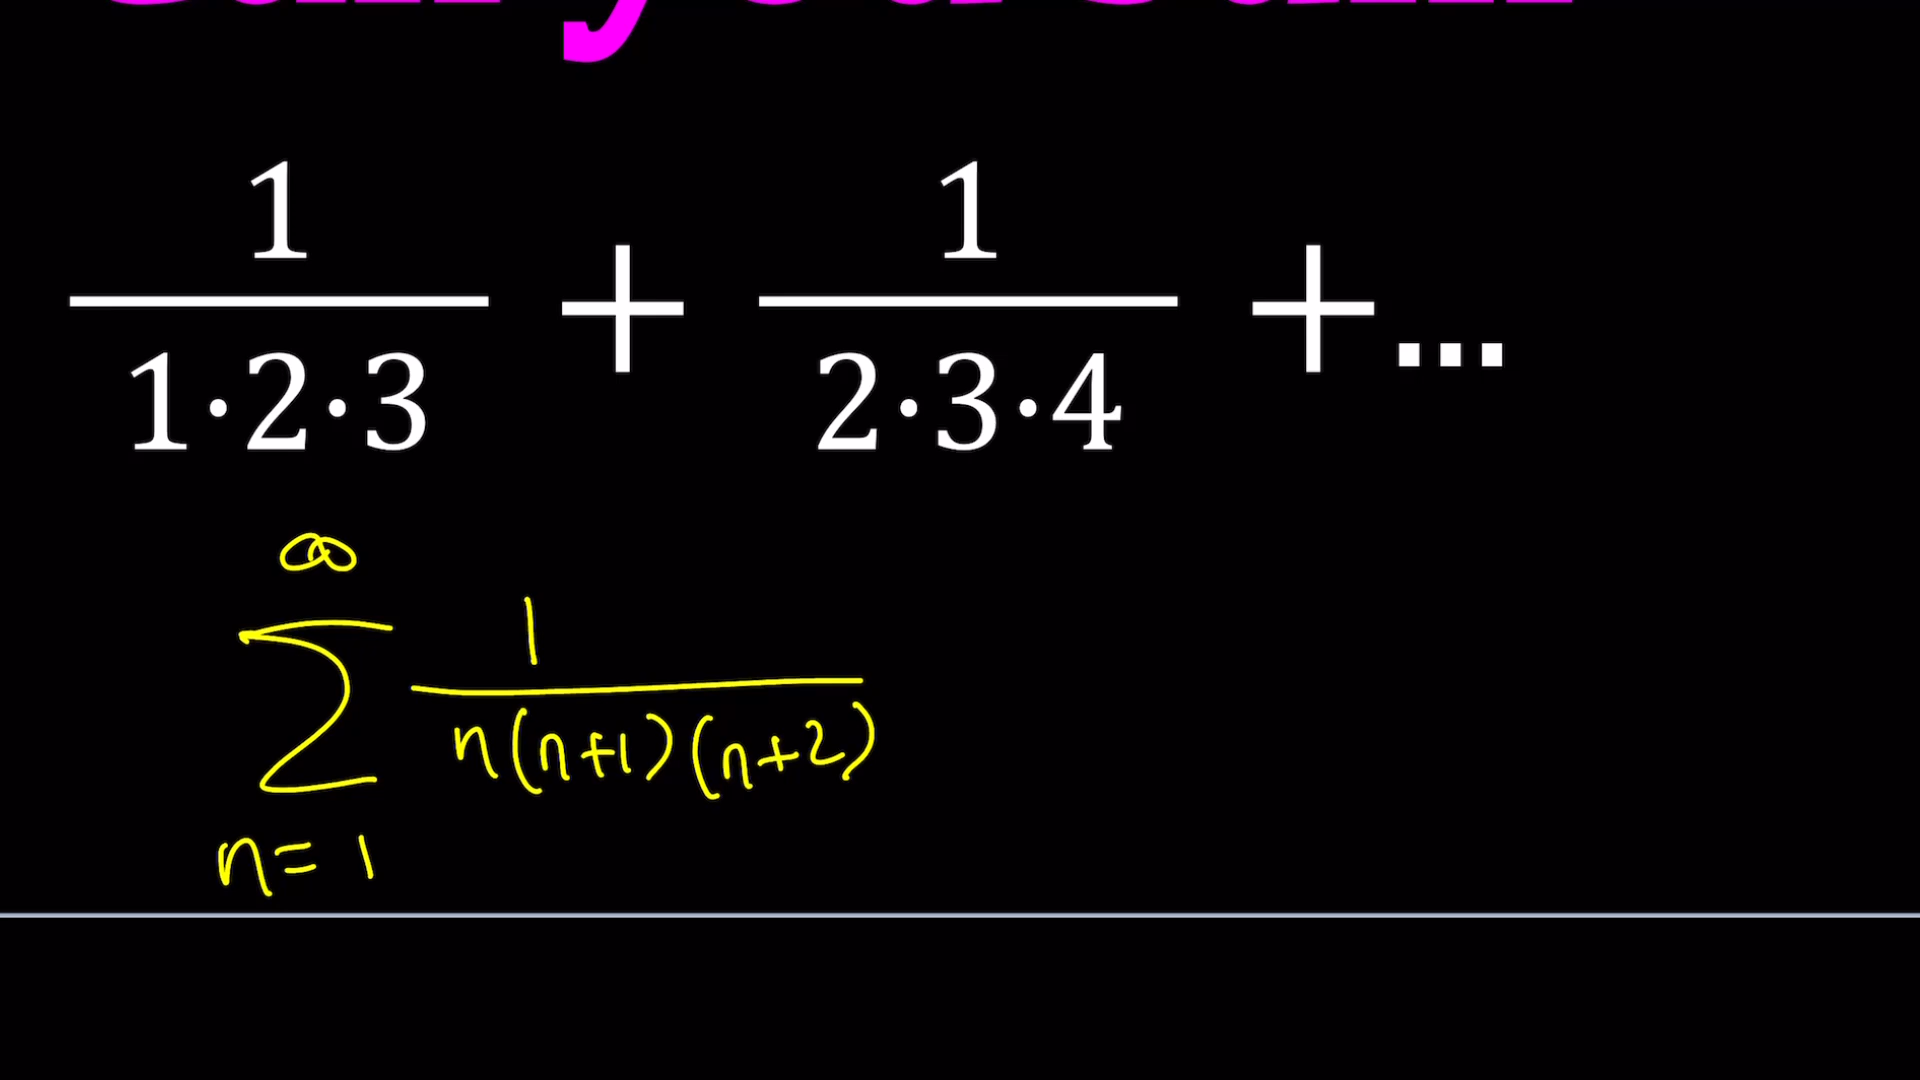 1/(1·2·3) + 1/(2·3·4) +...
∞
∑ 1/(n(n+1)(n+2))
n=1